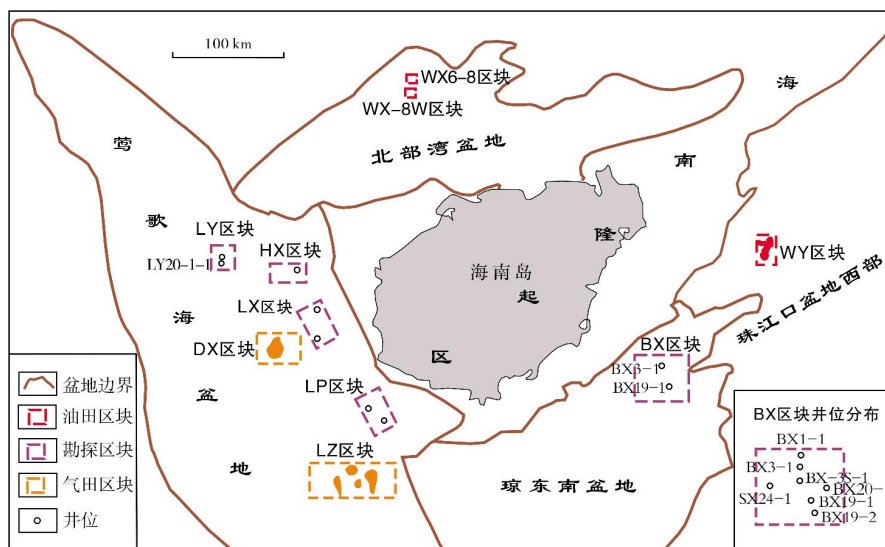 100 km
WX6-8区块
WX-8W区块
北部湾盆地
莺歌海盆地
南海
隆起区
海南岛
LY区块
LY20-1-1
HX区块
LX区块
DX区块
LP区块
LZ区块
WY区块
珠江口盆地西部
BX区块
BX3-1
BX19-1
琼东南盆地
盆地边界
油田区块
勘探区块
气田区块
井位
BX区块井位分布
BX1-1
BX3-1
BX-3S-1
BX20-
SX24-1
BX19-1
BX19-2